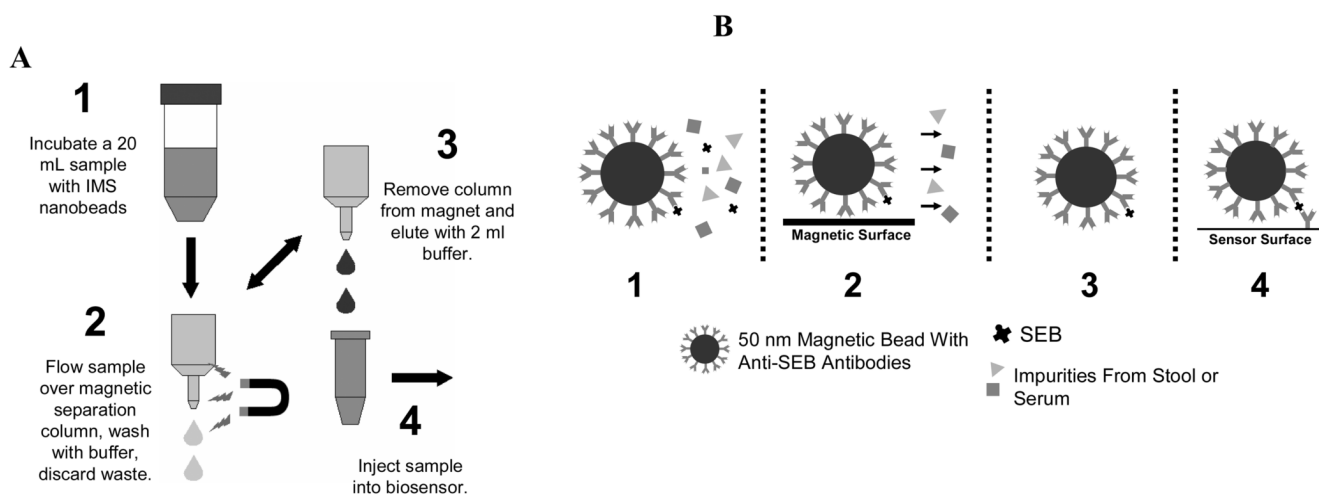 A
1
Incubate a 20
mL sample
with IMS
nanobeads
2
Flow sample
over magnetic
separation
column, wash
with buffer,
discard waste.
3
Remove column
from magnet and
elute with 2 ml
buffer.
4
Inject sample
into biosensor.
B
Magnetic Surface
Sensor Surface
1
2
3
4
50 nm Magnetic Bead With
Anti-SEB Antibodies
SEB
Impurities From Stool or
Serum